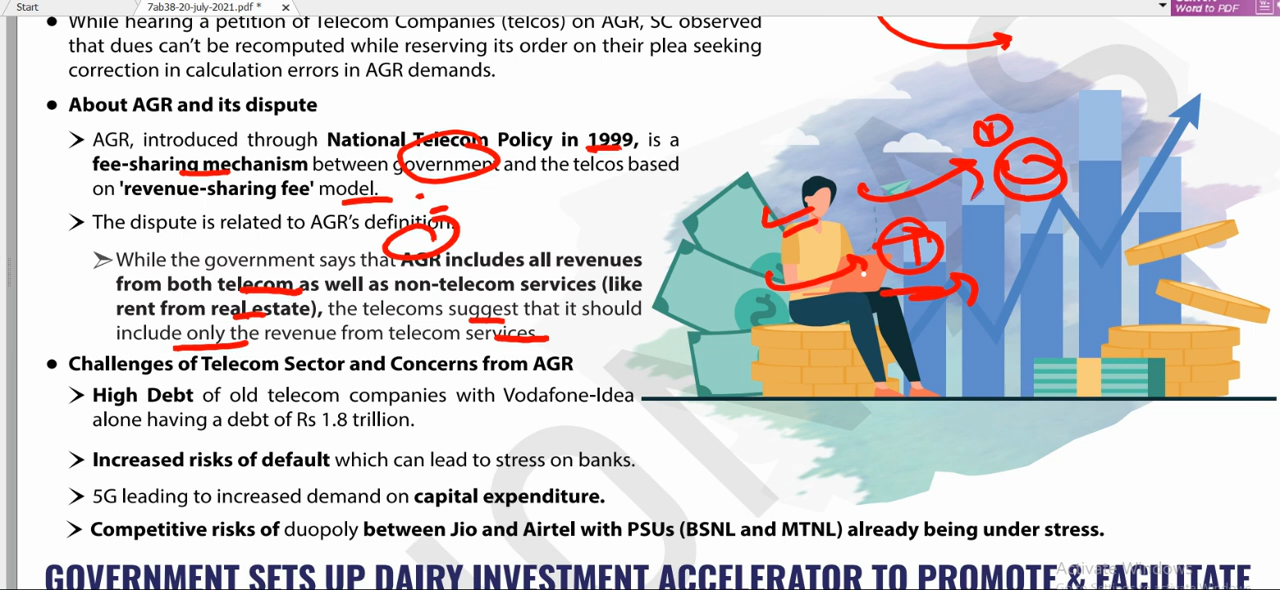 Start
7ab38-20-july-2021.pdf *
Word to PDF
While hearing a petition of Telecom Companies (telcos) on AGR, SC observed
that dues can't be recomputed while reserving its order on their plea seeking
correction in calculation errors in AGR demands.
About AGR and its dispute
AGR, introduced through National Telecom Policy in 1999, is a
fee-sharing mechanism between government and the telcos based
on 'revenue-sharing fee' model.
The dispute is related to AGR's definition.
While the government says that AGR includes all revenues
from both telecom as well as non-telecom services (like
rent from real estate), the telecoms suggest that it should
include only the revenue from telecom services.
Challenges of Telecom Sector and Concerns from AGR
High Debt of old telecom companies with Vodafone-Idea
alone having a debt of Rs 1.8 trillion.
Increased risks of default which can lead to stress on banks.
5G leading to increased demand on capital expenditure.
Competitive risks of duopoly between Jio and Airtel with PSUs (BSNL and MTNL) already being under stress.
GOVERNMENT SETS UP DAIRY INVESTMENT ACCELERATOR TO PROMOTE & FACILITATE
Activate Windows